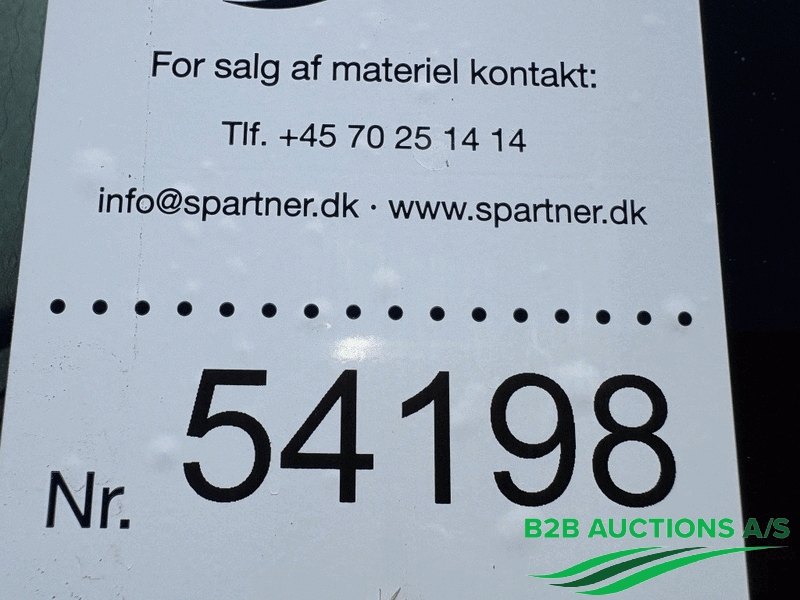 For salg af materiel kontakt:
Tlf. +45 70 25 14 14
info@spartner.dk · www.spartner.dk
Nr. 54198
B2B AUCTIONS A/S